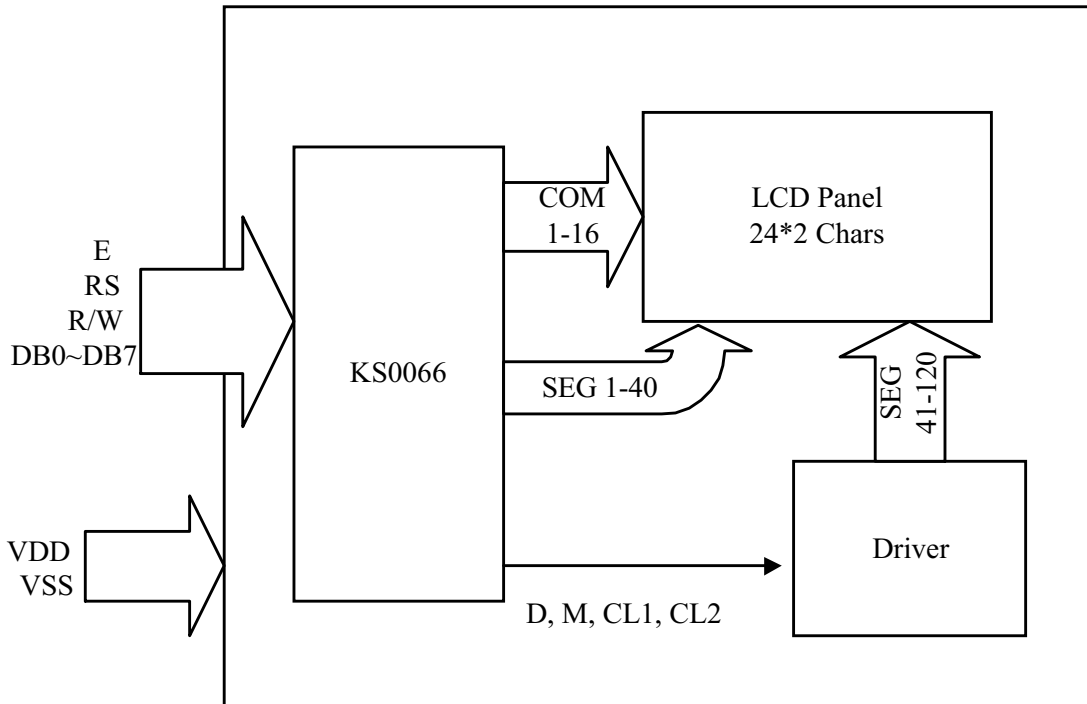 E
RS
R/W
DB0~DB7
VDD
VSS
KS0066
COM
1-16
SEG 1-40
D, M, CL1, CL2
LCD Panel
24*2 Chars
SEG
41-120
Driver